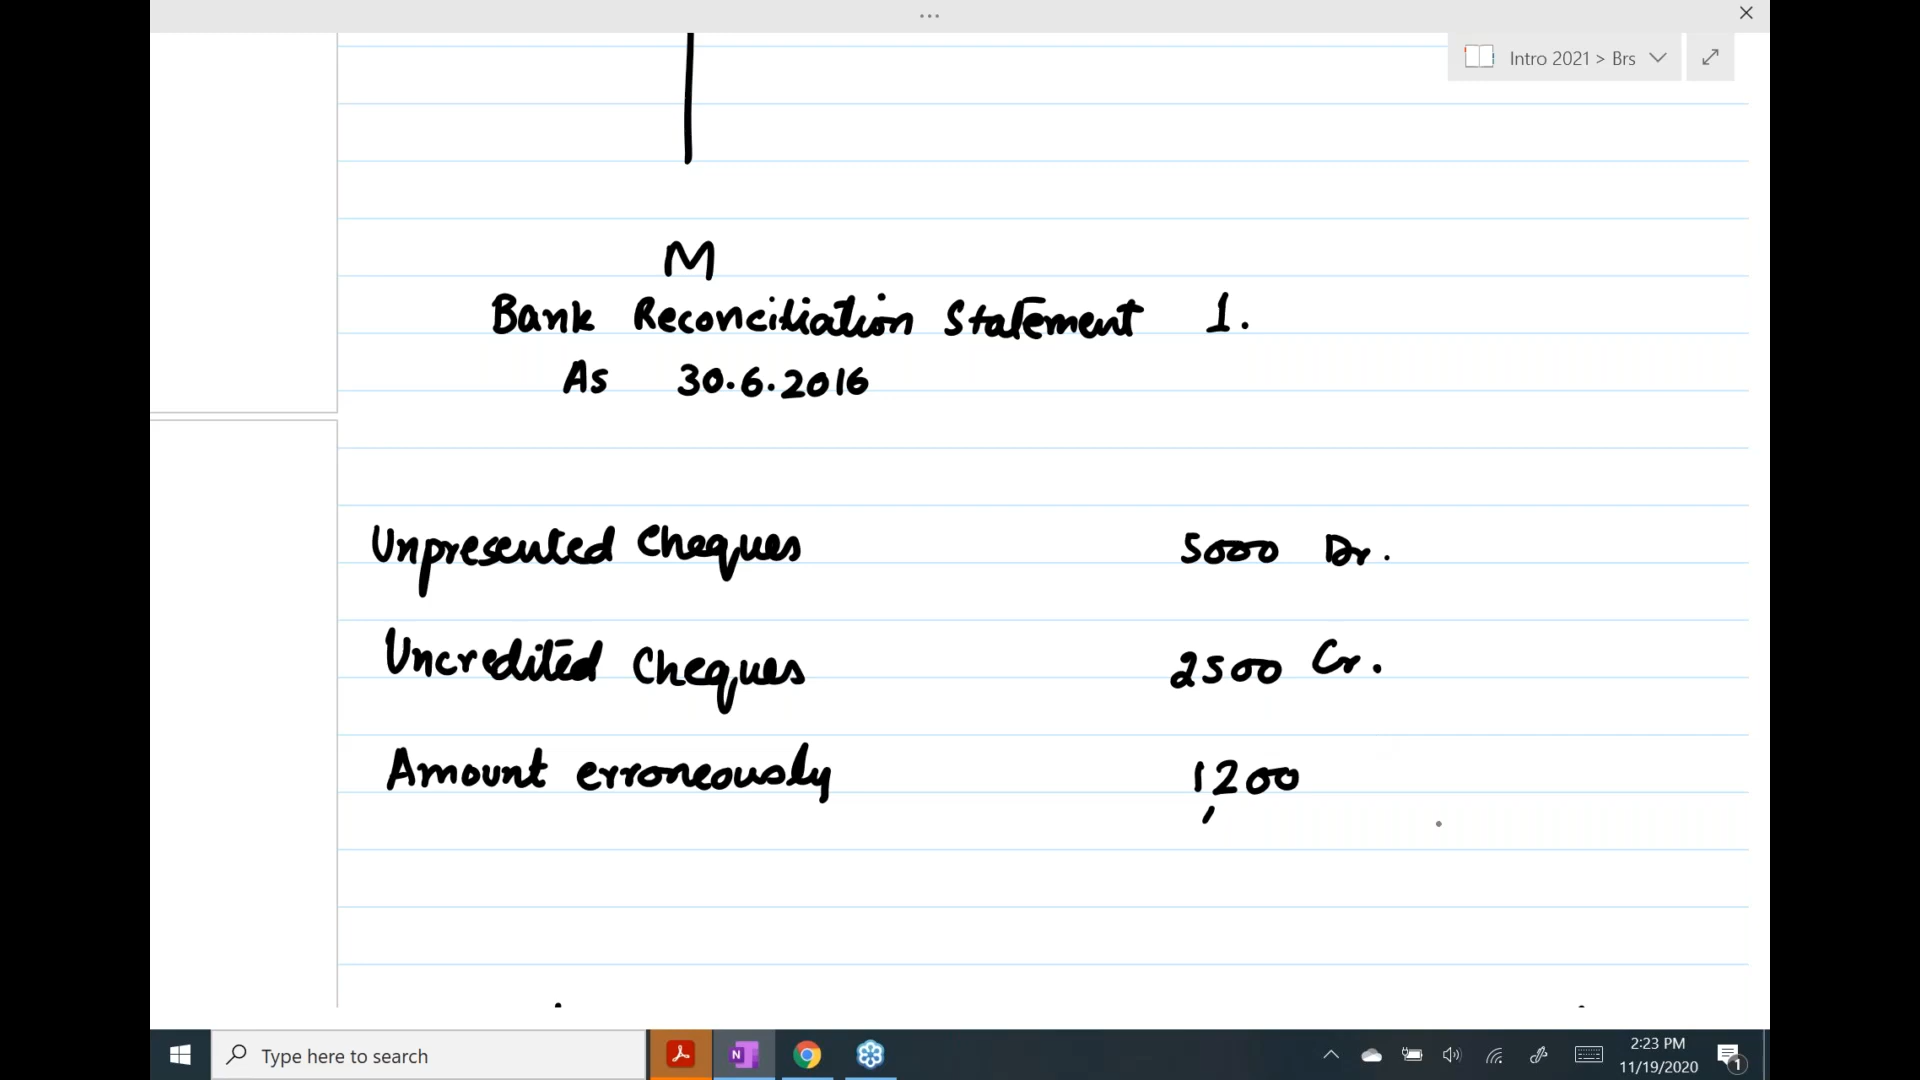 Intro 2021 > Brs
M
Bank Reconciliation Statement 1.
As 30.6.2016
Unpresented Cheques 5000 Dr.
Uncredited Cheques 2500 Cr.
Amount erroneously 1200
Type here to search
2:23 PM
11/19/2020
1